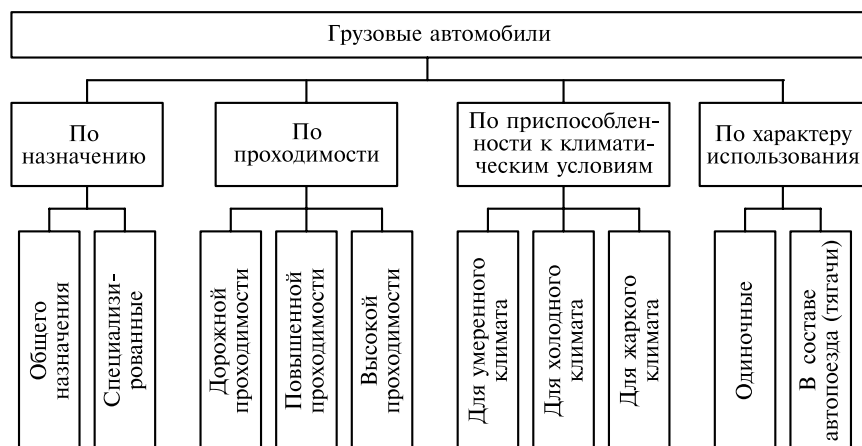 Грузовые автомобили
По
назначению
По
проходимости
По приспособлен-
ности к климати-
ческим условиям
По характеру
использования
Общего
назначения
Специализи-
рованные
Дорожной
проходимости
Повышенной
проходимости
Высокой
проходимости
Для умеренного
климата
Для холодного
климата
Для жаркого
климата
Одиночные
В составе
автопоезда (тягачи)